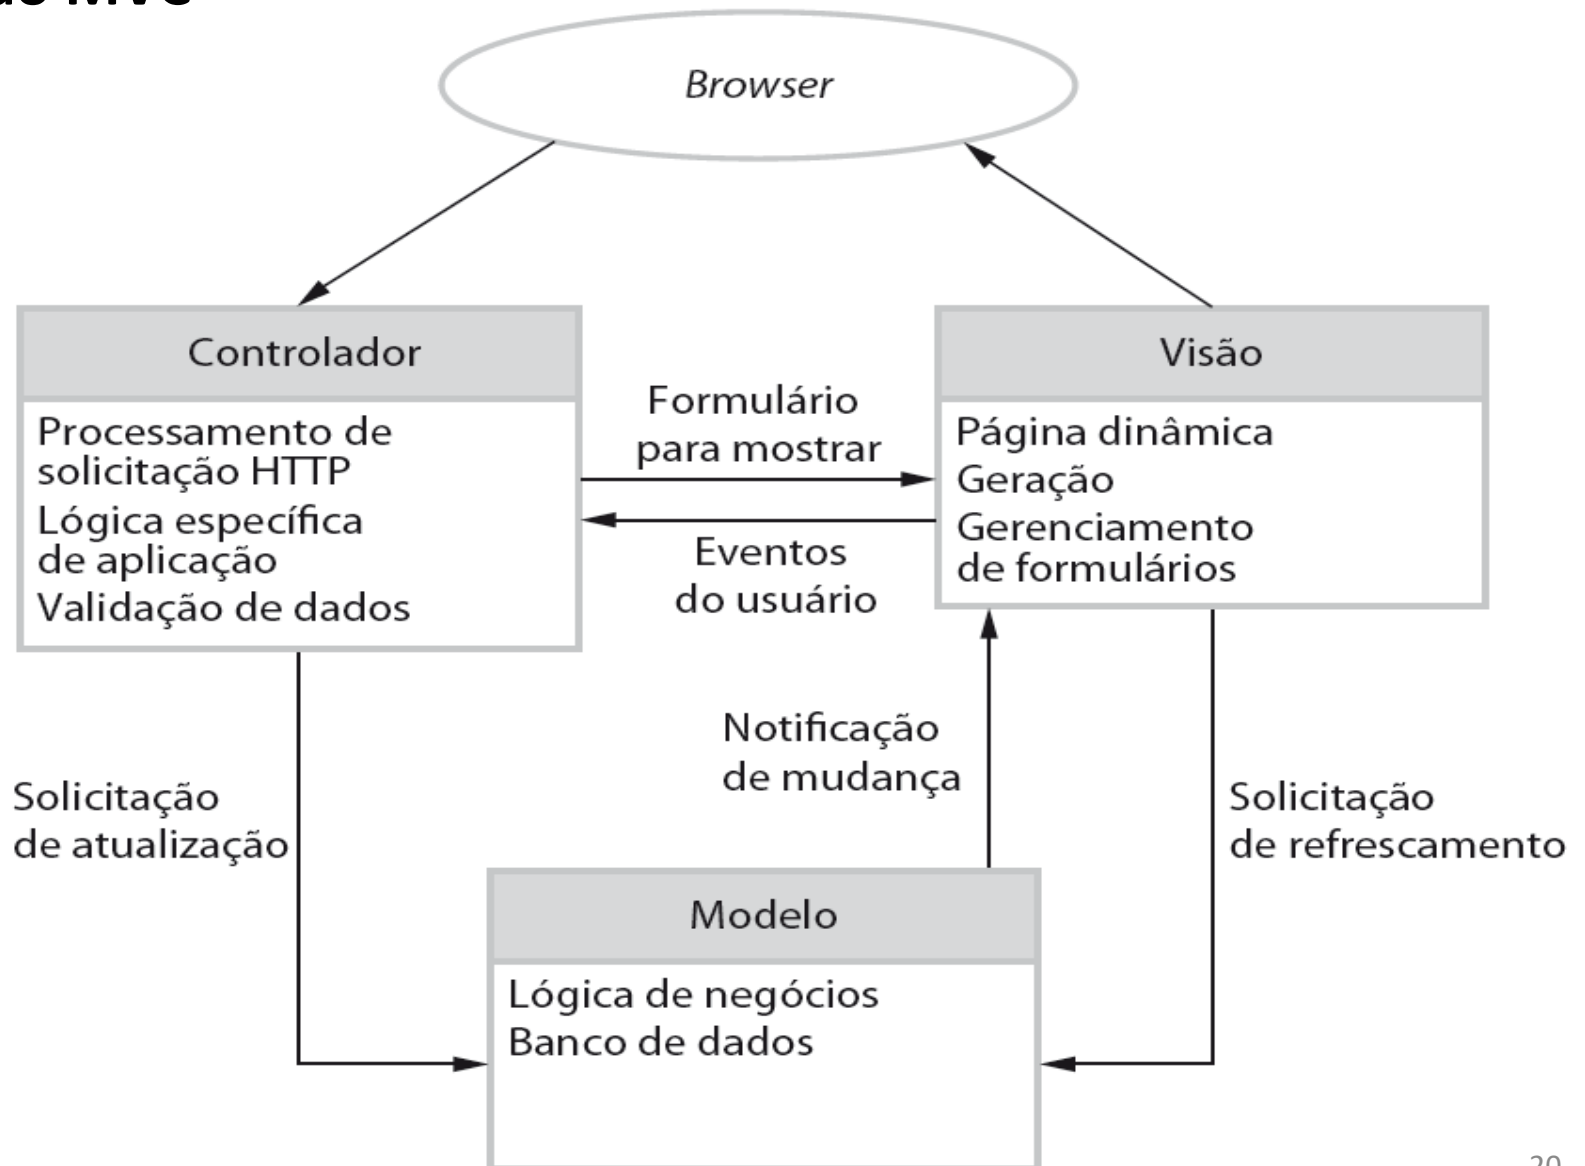 MVC
Browser
Controlador
Processamento de
solicitação HTTP
Lógica específica
de aplicação
Validação de dados
Formulário
para mostrar
Eventos
do usuário
Visão
Página dinâmica
Geração
Gerenciamento
de formulários
Solicitação
de atualização
Notificação
de mudança
Solicitação
de refrescamento
Modelo
Lógica de negócios
Banco de dados
20